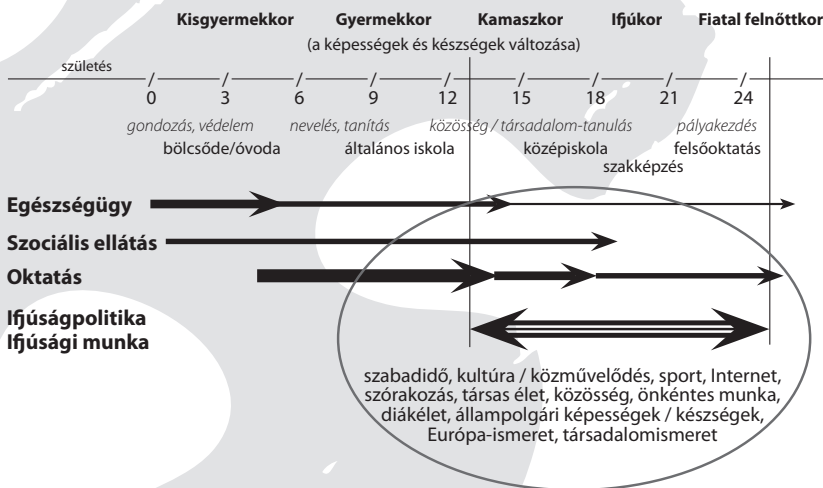 Kisgyermekkor Gyermekkor Kamaszkor Ifjúkor Fiatal felnőttkor
(a képességek és készségek változása)
születés
0 3 6 9 12 15 18 21 24
gondozás, védelem nevelés, tanítás közösség / társadalom-tanulás pályakezdés
bölcsőde/óvoda általános iskola középiskola felsőoktatás
szakképzés
Egészségügy
Szociális ellátás
Oktatás
Ifjúságpolitika
Ifjúsági munka
szabadidő, kultúra / közművelődés, sport, Internet,
szórakozás, társas élet, közösség, önkéntes munka,
diákélet, állampolgári képességek / készségek,
Európa-ismeret, társadalomismeret